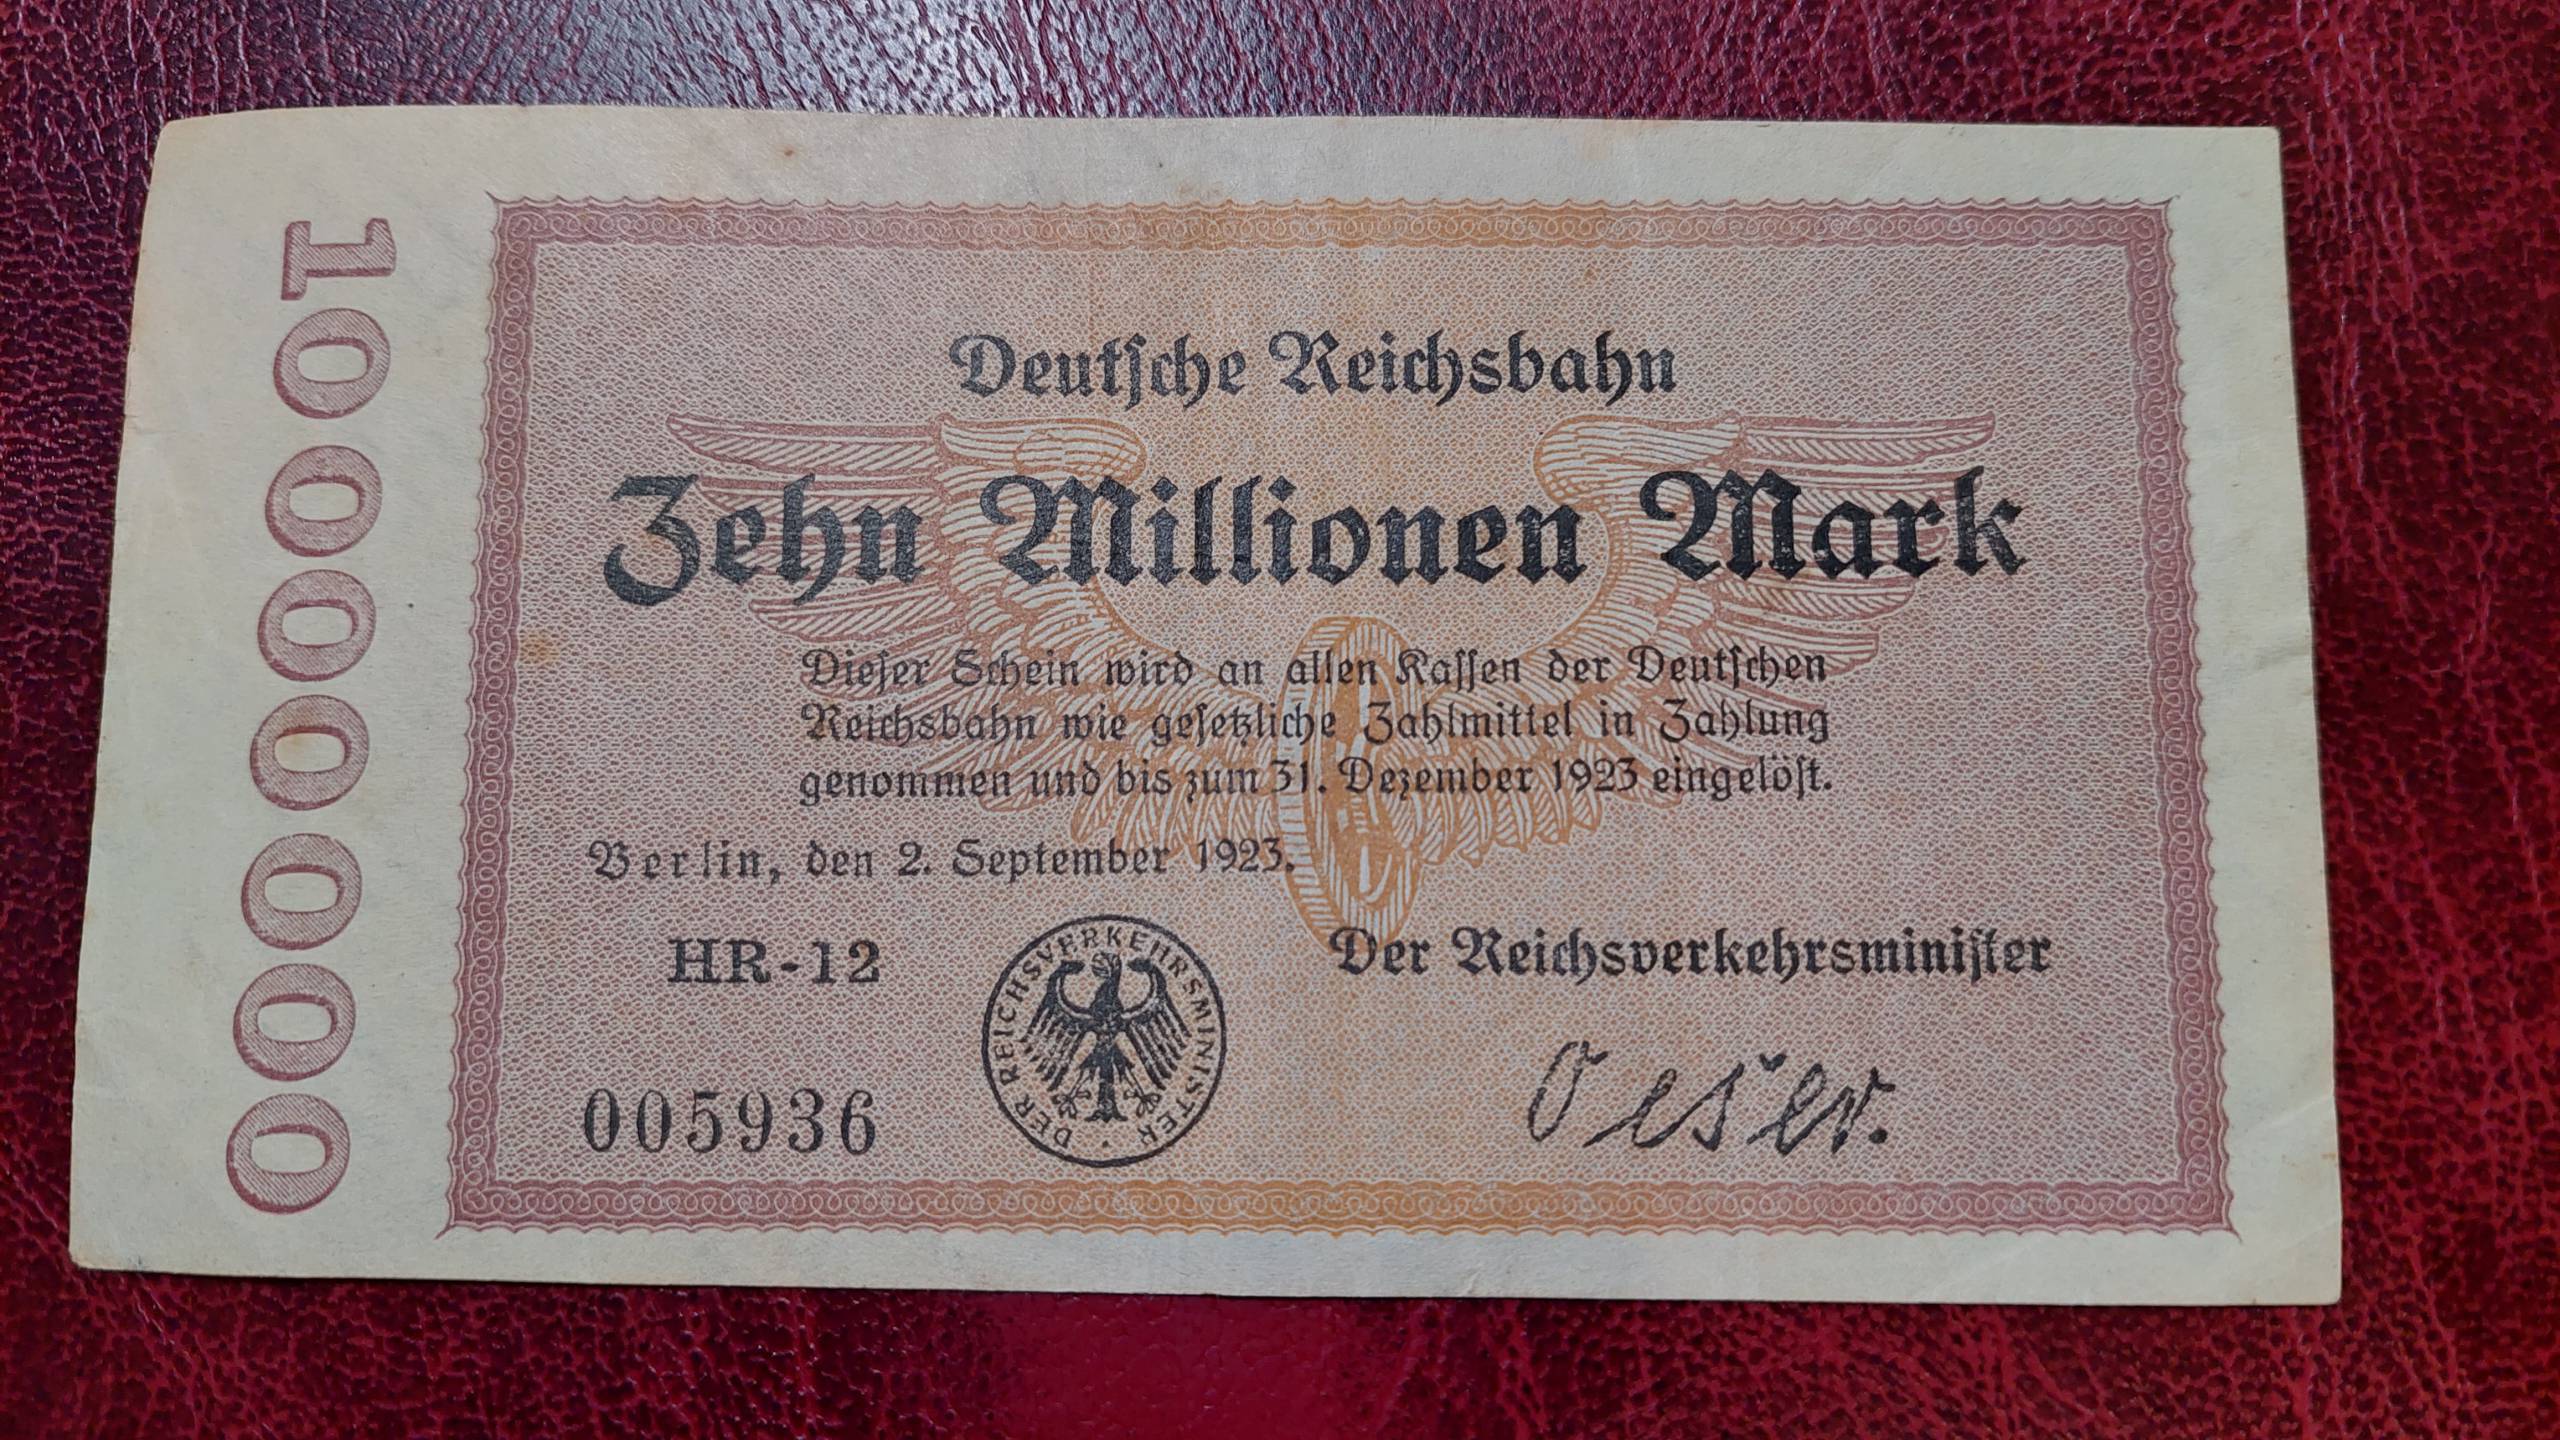 10000000
Deutsche Reichsbahn
Zehn Millionen Mark
Dieser Schein wird an allen Kassen der Deutschen
Reichsbahn wie gesetzliche Zahlmittel in Zahlung
genommen und bis zum 31. Dezember 1923 eingelöst.
Berlin, den 2. September 1923.
HR-12
Der Reichsverkehrsminister
DER REICHSVERKEHRSMINISTER
005936
Oeser.